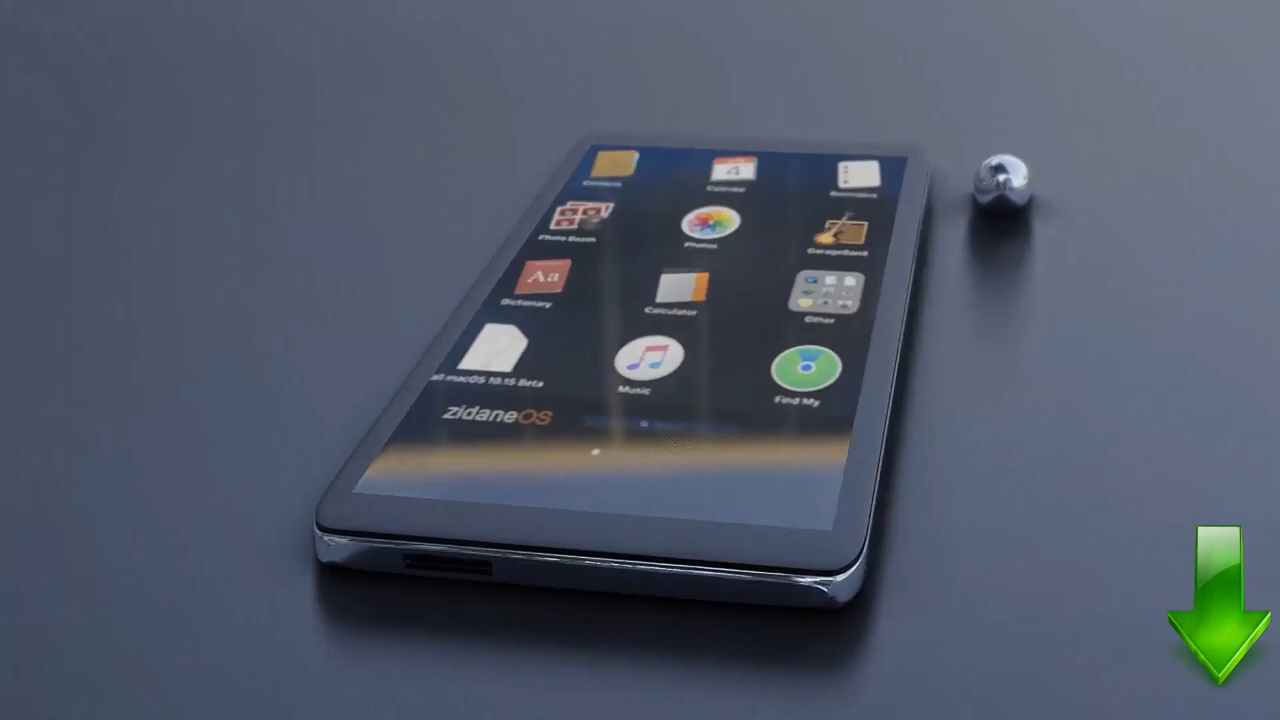 Contacts
4
Calendar
Reminders
Photo Booth
Photos
GarageBand
Aa
Dictionary
Calculator
Other
all macOS 10.15 Beta
Music
Find My
zidaneOS